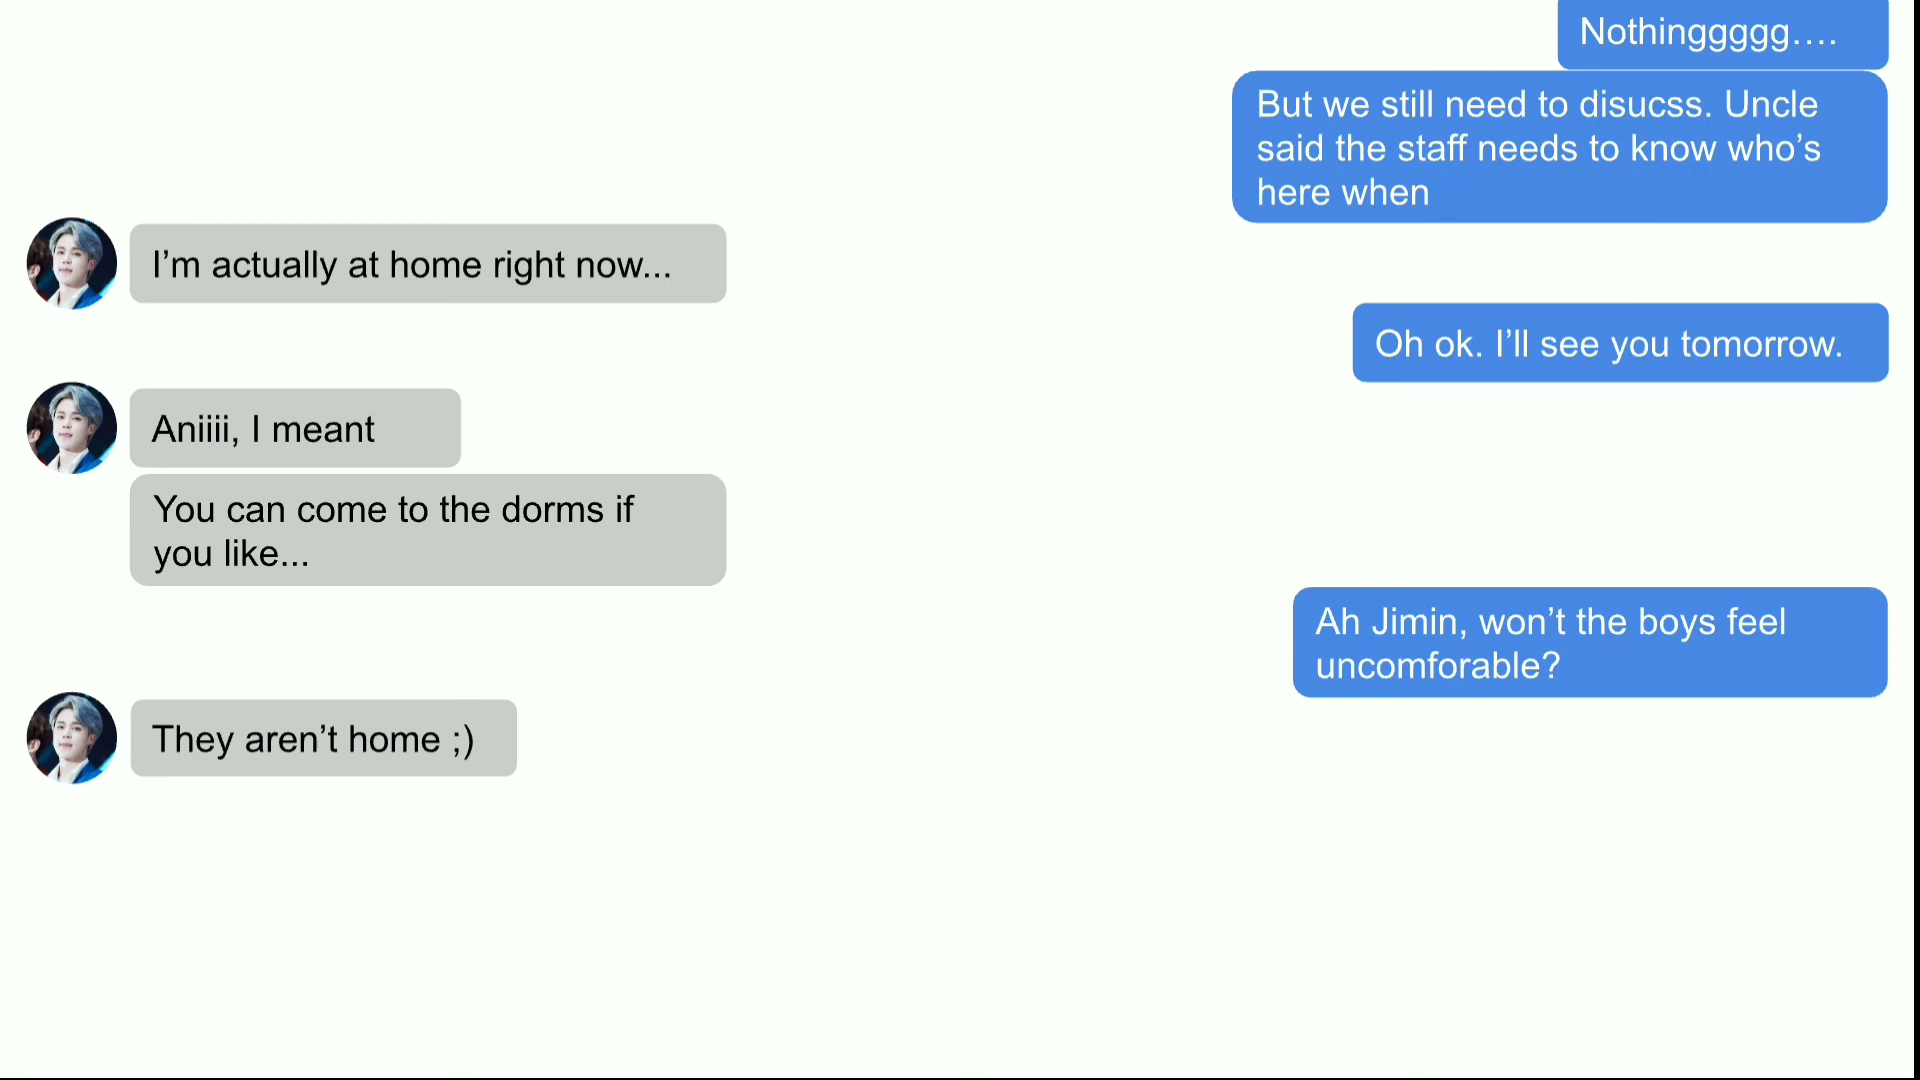 Nothinggggg....
But we still need to disucss. Uncle
said the staff needs to know who’s
here when
I’m actually at home right now...
Oh ok. I’ll see you tomorrow.
Aniiii, I meant
You can come to the dorms if
you like...
Ah Jimin, won’t the boys feel
uncomforable?
They aren’t home ;)